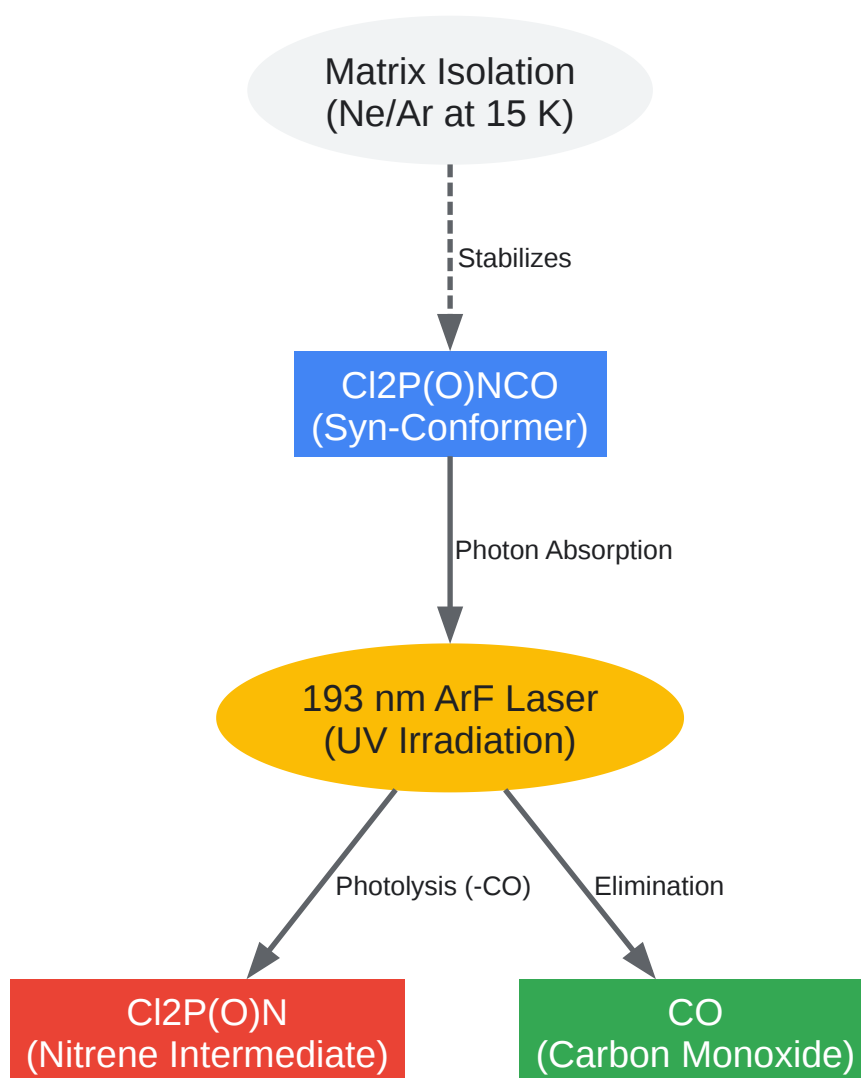 Matrix Isolation
(Ne/Ar at 15 K)
Stabilizes
Cl2P(O)NCO
(Syn-Conformer)
Photon Absorption
193 nm ArF Laser
(UV Irradiation)
Photolysis (-CO)
Elimination
Cl2P(O)N
(Nitrene Intermediate)
CO
(Carbon Monoxide)